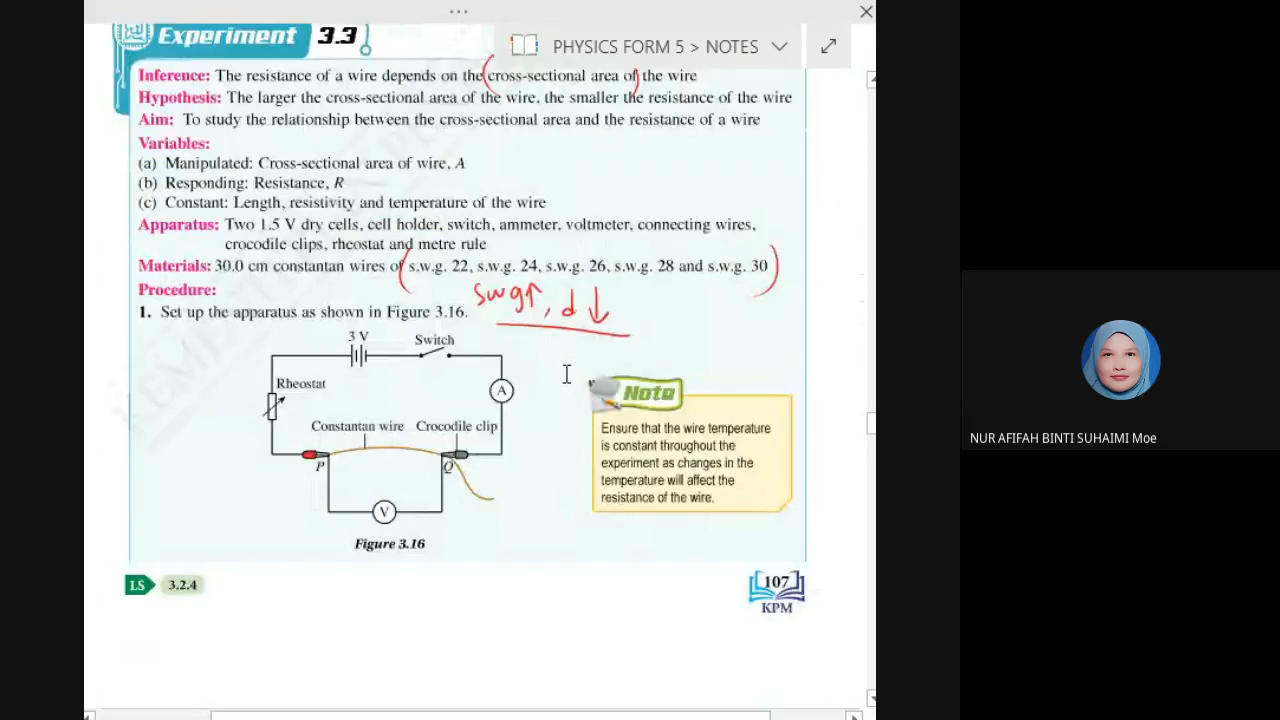 Experiment 3.3
PHYSICS FORM 5 > NOTES
Inference: The resistance of a wire depends on the cross-sectional area of the wire
Hypothesis: The larger the cross-sectional area of the wire, the smaller the resistance of the wire
Aim: To study the relationship between the cross-sectional area and the resistance of a wire
Variables:
(a) Manipulated: Cross-sectional area of wire, A
(b) Responding: Resistance, R
(c) Constant: Length, resistivity and temperature of the wire
Apparatus: Two 1.5 V dry cells, cell holder, switch, ammeter, voltmeter, connecting wires,
crocodile clips, rheostat and metre rule
Materials: 30.0 cm constantan wires of s.w.g. 22, s.w.g. 24, s.w.g. 26, s.w.g. 28 and s.w.g. 30
Procedure:
swg↑, d↓
1. Set up the apparatus as shown in Figure 3.16.
3 V
Switch
Rheostat
A
Constantan wire
Crocodile clip
P
Q
V
Figure 3.16
Note
Ensure that the wire temperature
is constant throughout the
experiment as changes in the
temperature will affect the
resistance of the wire.
LS 3.2.4
107
KPM
NUR AFIFAH BINTI SUHAIMI Moe